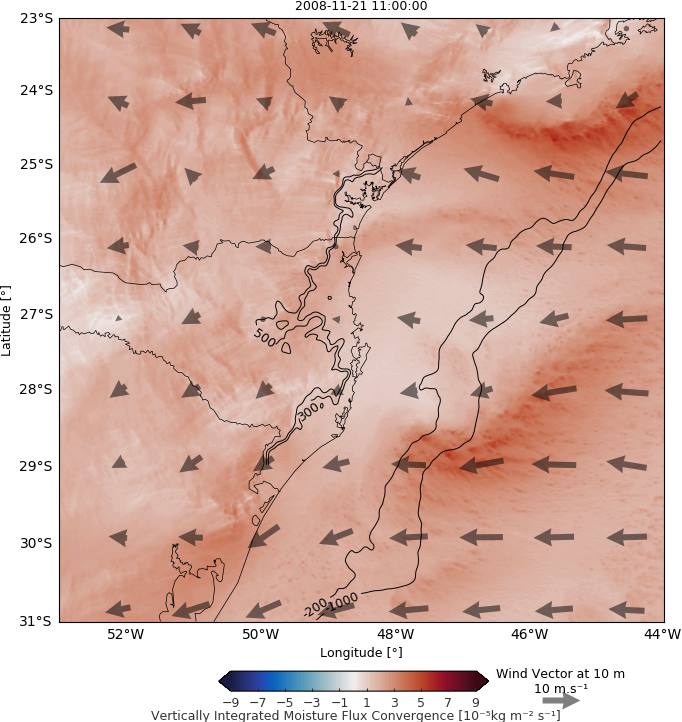 2008-11-21 11:00:00
23°S
24°S
25°S
26°S
27°S
28°S
29°S
30°S
31°S
Latitude [°]
500
300
-200
-1000
52°W 50°W 48°W 46°W 44°W
Longitude [°]
−9 −7 −5 −3 −1 1 3 5 7 9
Wind Vector at 10 m
10 m.s⁻¹
Vertically Integrated Moisture Flux Convergence [10⁻⁵kg m⁻² s⁻¹]